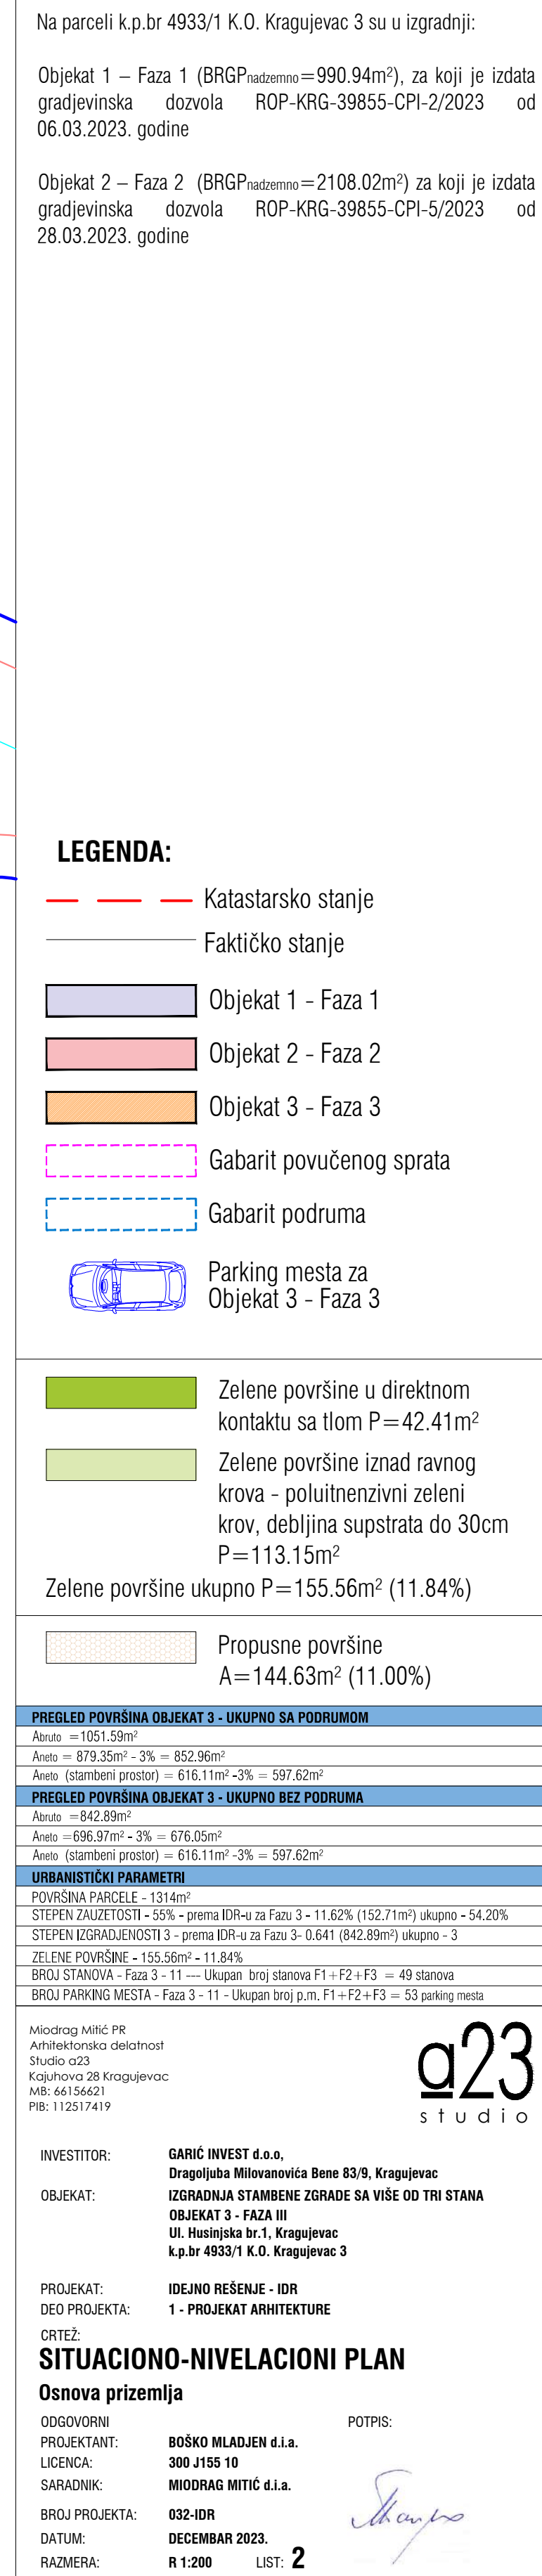 Na parceli k.p.br 4933/1 K.O. Kragujevac 3 su u izgradnji:
Objekat 1 – Faza 1 (BRGPnadzemno=990.94m²), za koji je izdata
gradjevinska dozvola ROP-KRG-39855-CPI-2/2023 od
06.03.2023. godine
Objekat 2 – Faza 2 (BRGPnadzemno=2108.02m²) za koji je izdata
gradjevinska dozvola ROP-KRG-39855-CPI-5/2023 od
28.03.2023. godine
LEGENDA:
Katastarsko stanje
Faktičko stanje
Objekat 1 - Faza 1
Objekat 2 - Faza 2
Objekat 3 - Faza 3
Gabarit povučenog sprata
Gabarit podruma
Parking mesta za
Objekat 3 - Faza 3
Zelene površine u direktnom
kontaktu sa tlom P=42.41m²
Zelene površine iznad ravnog
krova - poluitnenzivni zeleni
krov, debljina supstrata do 30cm
P=113.15m²
Zelene površine ukupno P=155.56m² (11.84%)
Propusne površine
A=144.63m² (11.00%)
PREGLED POVRŠINA OBJEKAT 3 - UKUPNO SA PODRUMOM
Abruto =1051.59m²
Aneto = 879.35m² - 3% = 852.96m²
Aneto (stambeni prostor) = 616.11m² -3% = 597.62m²
PREGLED POVRŠINA OBJEKAT 3 - UKUPNO BEZ PODRUMA
Abruto =842.89m²
Aneto =696.97m² - 3% = 676.05m²
Aneto (stambeni prostor) = 616.11m² -3% = 597.62m²
URBANISTIČKI PARAMETRI
POVRŠINA PARCELE - 1314m²
STEPEN ZAUZETOSTI - 55% - prema IDR-u za Fazu 3 - 11.62% (152.71m²) ukupno - 54.20%
STEPEN IZGRADJENOSTI 3 - prema IDR-u za Fazu 3- 0.641 (842.89m²) ukupno - 3
ZELENE POVRŠINE - 155.56m² - 11.84%
BROJ STANOVA - Faza 3 - 11 --- Ukupan broj stanova F1+F2+F3 = 49 stanova
BROJ PARKING MESTA - Faza 3 - 11 - Ukupan broj p.m. F1+F2+F3 = 53 parking mesta
Miodrag Mitić PR
Arhitektonska delatnost
Studio a23
Kajuhova 28 Kragujevac
MB: 66156621
PIB: 112517419
a23
studio
INVESTITOR: GARIĆ INVEST d.o.o,
Dragoljuba Milovanovića Bene 83/9, Kragujevac
OBJEKAT: IZGRADNJA STAMBENE ZGRADE SA VIŠE OD TRI STANA
OBJEKAT 3 - FAZA III
Ul. Husinjska br.1, Kragujevac
k.p.br 4933/1 K.O. Kragujevac 3
PROJEKAT: IDEJNO REŠENJE - IDR
DEO PROJEKTA: 1 - PROJEKAT ARHITEKTURE
CRTEŽ:
SITUACIONO-NIVELACIONI PLAN
Osnova prizemlja
ODGOVORNI POTPIS:
PROJEKTANT: BOŠKO MLADJEN d.i.a.
LICENCA: 300 J155 10
SARADNIK: MIODRAG MITIĆ d.i.a.
BROJ PROJEKTA: 032-IDR
DATUM: DECEMBAR 2023.
RAZMERA: R 1:200 LIST: 2